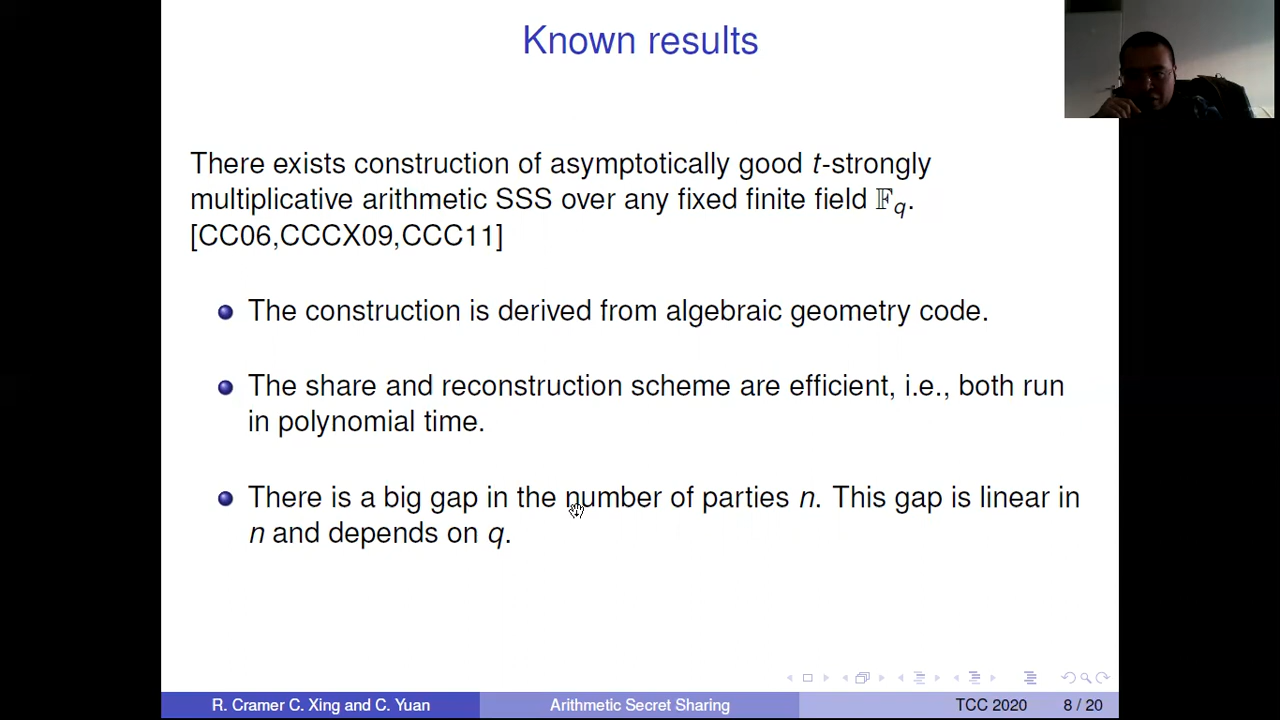 Known results
There exists construction of asymptotically good t-strongly
multiplicative arithmetic SSS over any fixed finite field 𝔽q.
[CC06,CCCX09,CCC11]
The construction is derived from algebraic geometry code.
The share and reconstruction scheme are efficient, i.e., both run
in polynomial time.
There is a big gap in the number of parties n. This gap is linear in
n and depends on q.
R. Cramer C. Xing and C. Yuan
Arithmetic Secret Sharing
TCC 2020
8 / 20